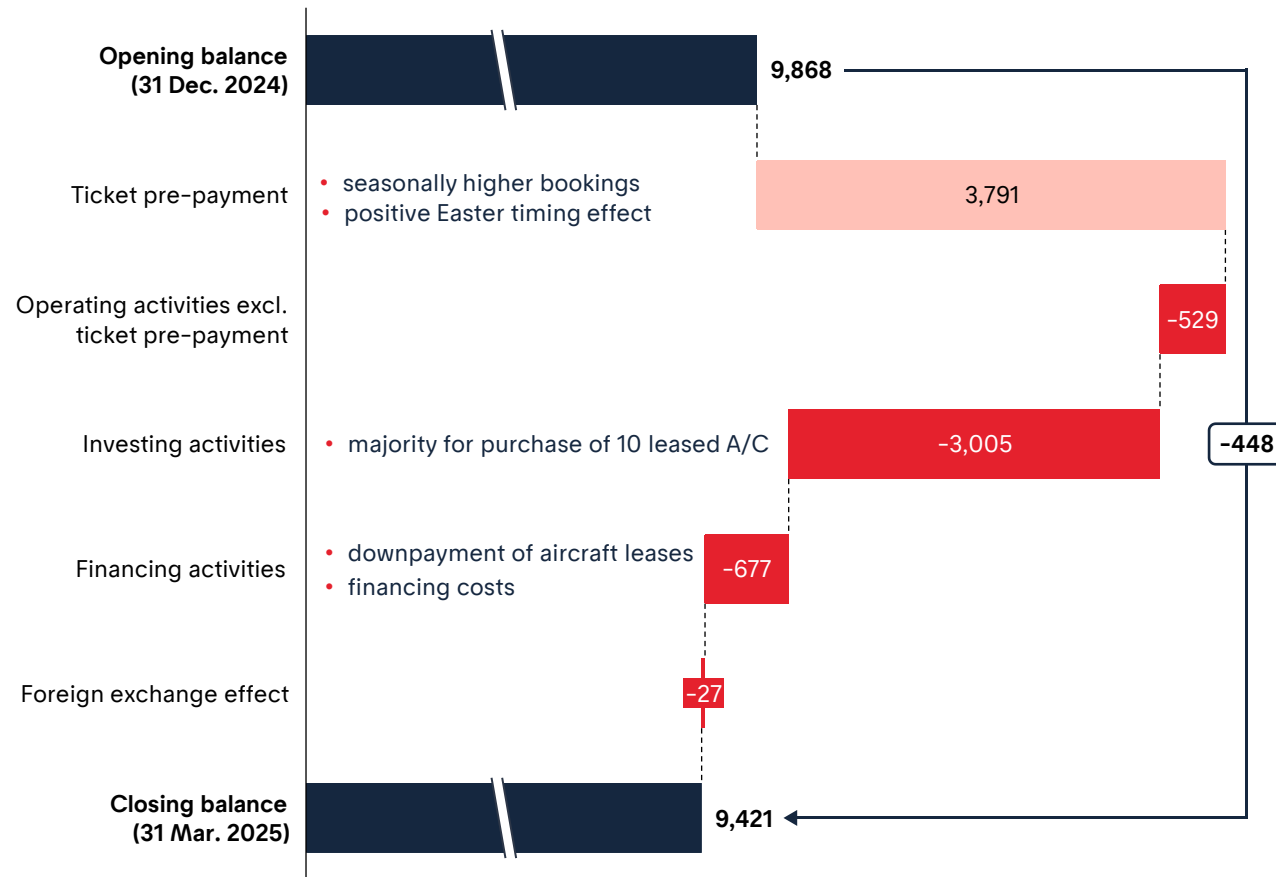 Opening balance
(31 Dec. 2024)
9,868
Ticket pre-payment
• seasonally higher bookings
• positive Easter timing effect
3,791
Operating activities excl.
ticket pre-payment
-529
Investing activities
• majority for purchase of 10 leased A/C
-3,005
-448
Financing activities
• downpayment of aircraft leases
• financing costs
-677
Foreign exchange effect
-27
Closing balance
(31 Mar. 2025)
9,421